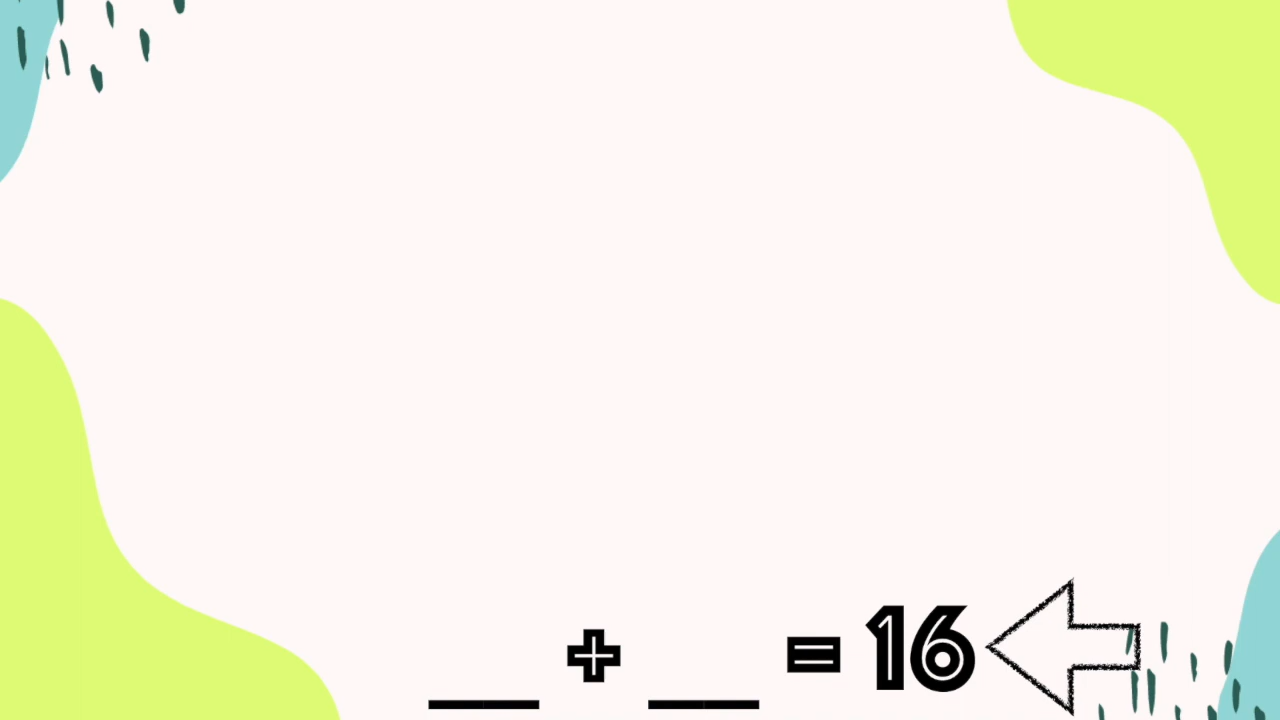 __ + __ = 16